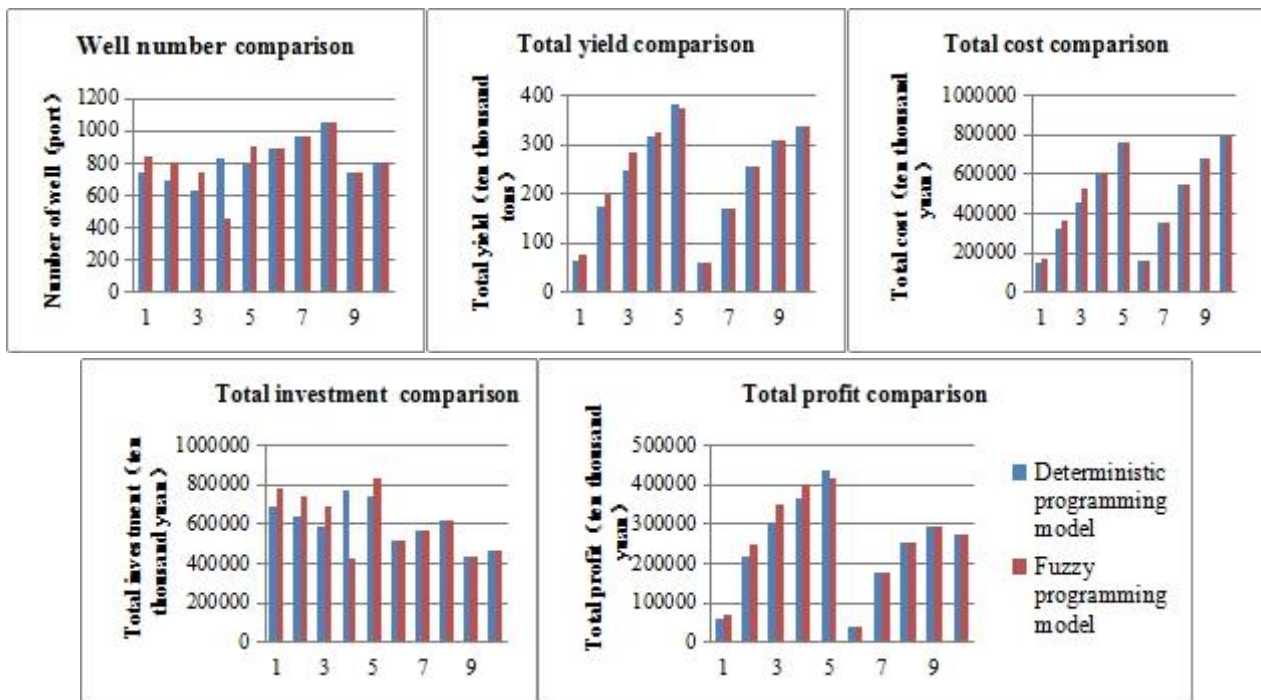 Well number comparison
Number of well (port)
1200
1000
800
600
400
200
0
1 3 5 7 9
Total yield comparison
Total yield (ten thousand
tons)
400
300
200
100
0
1 3 5 7 9
Total cost comparison
Total cost (ten thousand
yuan)
1000000
800000
600000
400000
200000
0
1 3 5 7 9
Total investment comparison
Total investment (ten
thousand yuan)
1000000
800000
600000
400000
200000
0
1 3 5 7 9
Total profit comparison
Total profit (ten thousand
yuan)
500000
400000
300000
200000
100000
0
1 3 5 7 9
Deterministic
programming
model
Fuzzy
programming
model